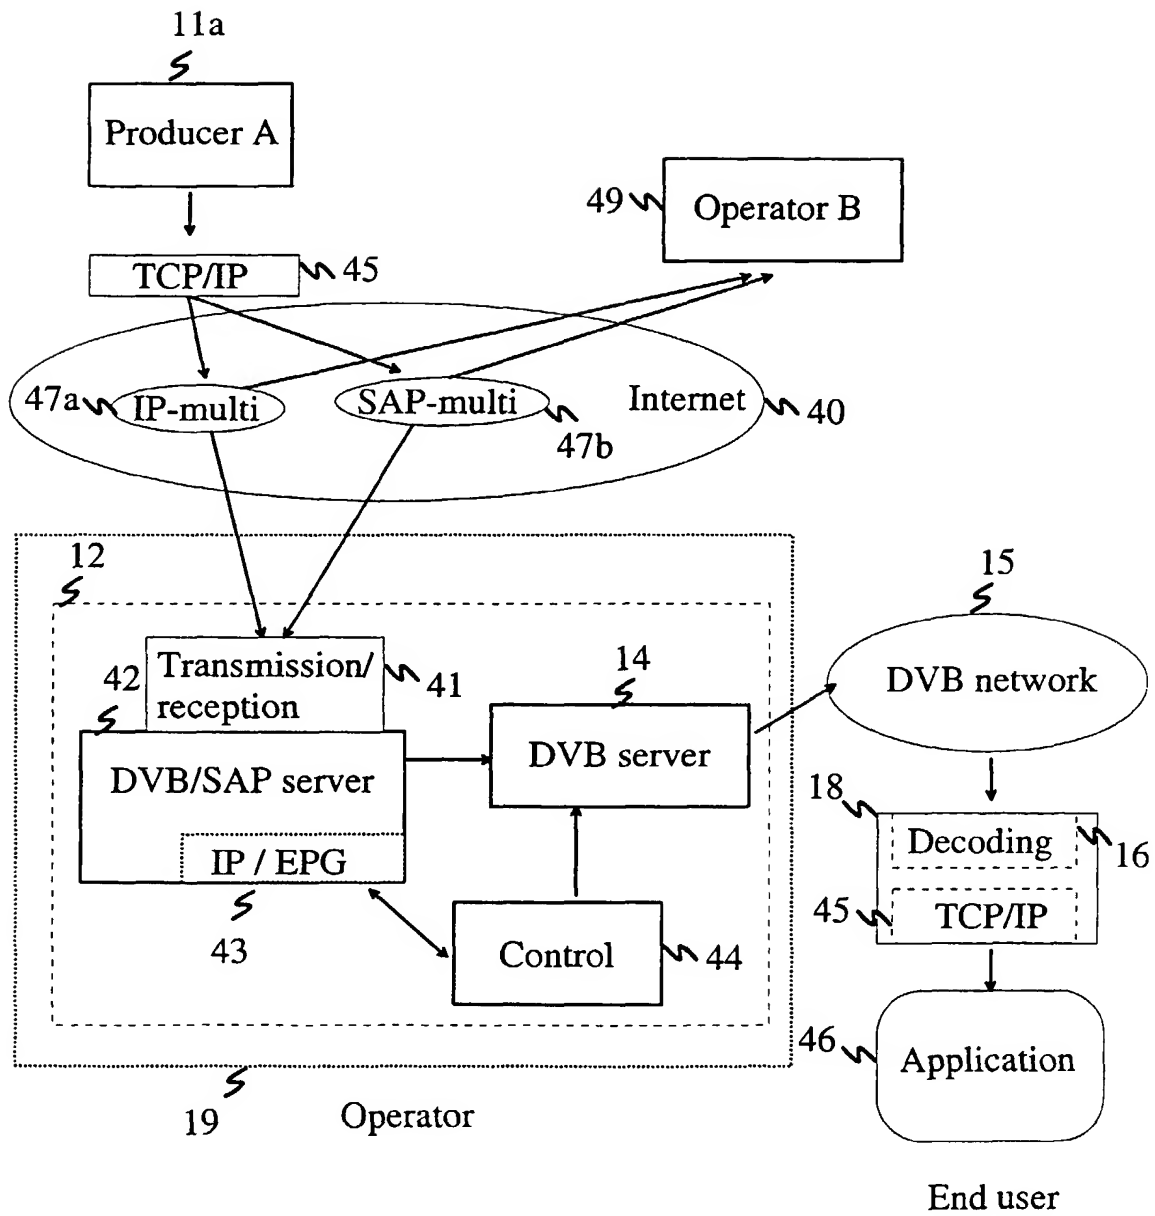 11a
Producer A
49
Operator B
TCP/IP
45
47a
IP-multi
SAP-multi
47b
Internet
40
12
15
42
Transmission/
reception
41
14
DVB network
DVB/SAP server
DVB server
18
Decoding
16
IP / EPG
43
Control
44
45
TCP/IP
46
Application
19
Operator
End user